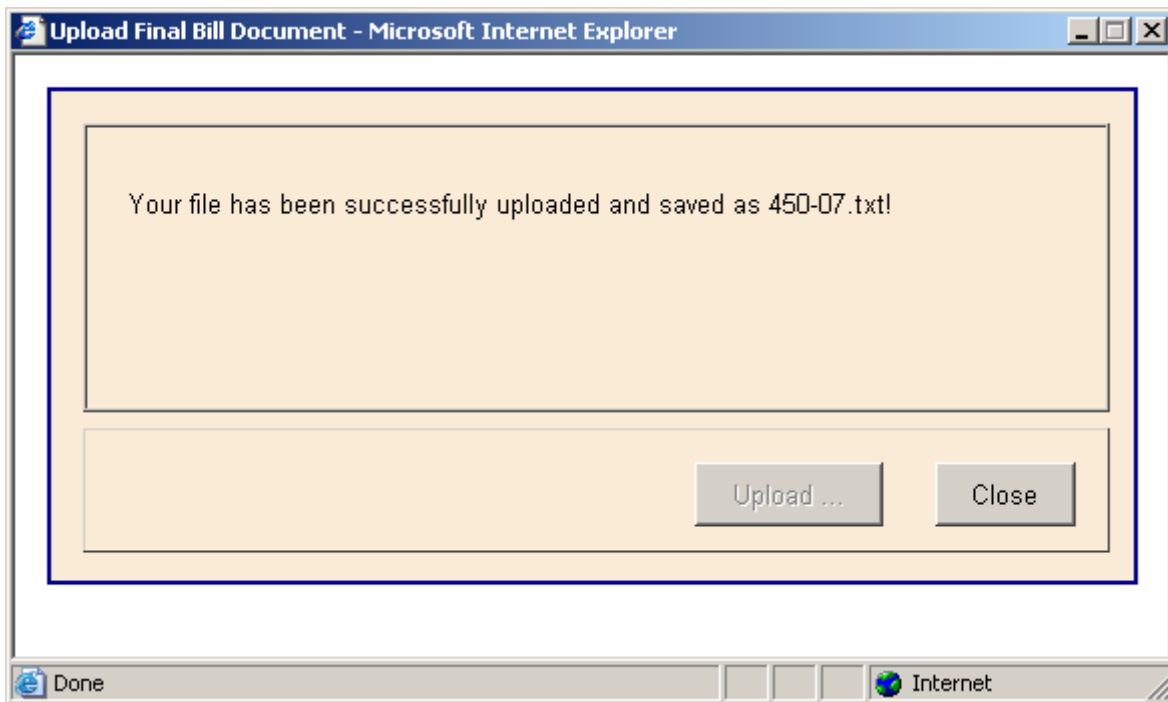 Upload Final Bill Document - Microsoft Internet Explorer
Your file has been successfully uploaded and saved as 450-07.txt!
Upload ... Close
Done Internet